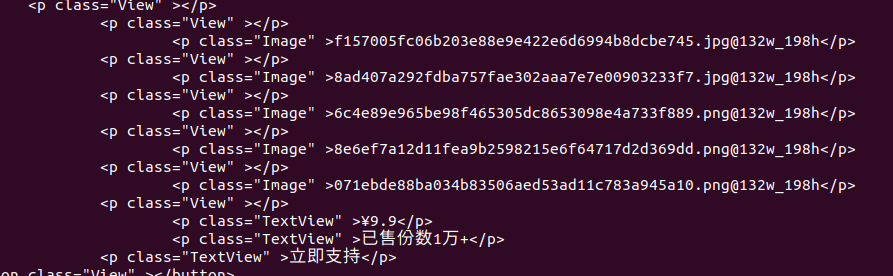 <p class="View" ></p>
<p class="View" ></p>
<p class="Image" >f157005fc06b203e88e9e422e6d6994b8dcbe745.jpg@132w_198h</p>
<p class="View" ></p>
<p class="Image" >8ad407a292fdba757fae302aaa7e7e00903233f7.jpg@132w_198h</p>
<p class="View" ></p>
<p class="Image" >6c4e89e965be98f465305dc8653098e4a733f889.png@132w_198h</p>
<p class="View" ></p>
<p class="Image" >8e6ef7a12d11fea9b2598215e6f64717d2d369dd.png@132w_198h</p>
<p class="View" ></p>
<p class="Image" >071ebde88ba034b83506aed53ad11c783a945a10.png@132w_198h</p>
<p class="View" ></p>
<p class="TextView" >¥9.9</p>
<p class="TextView" >已售份数1万+</p>
<p class="TextView" >立即支持</p>
on class="View" ></button>